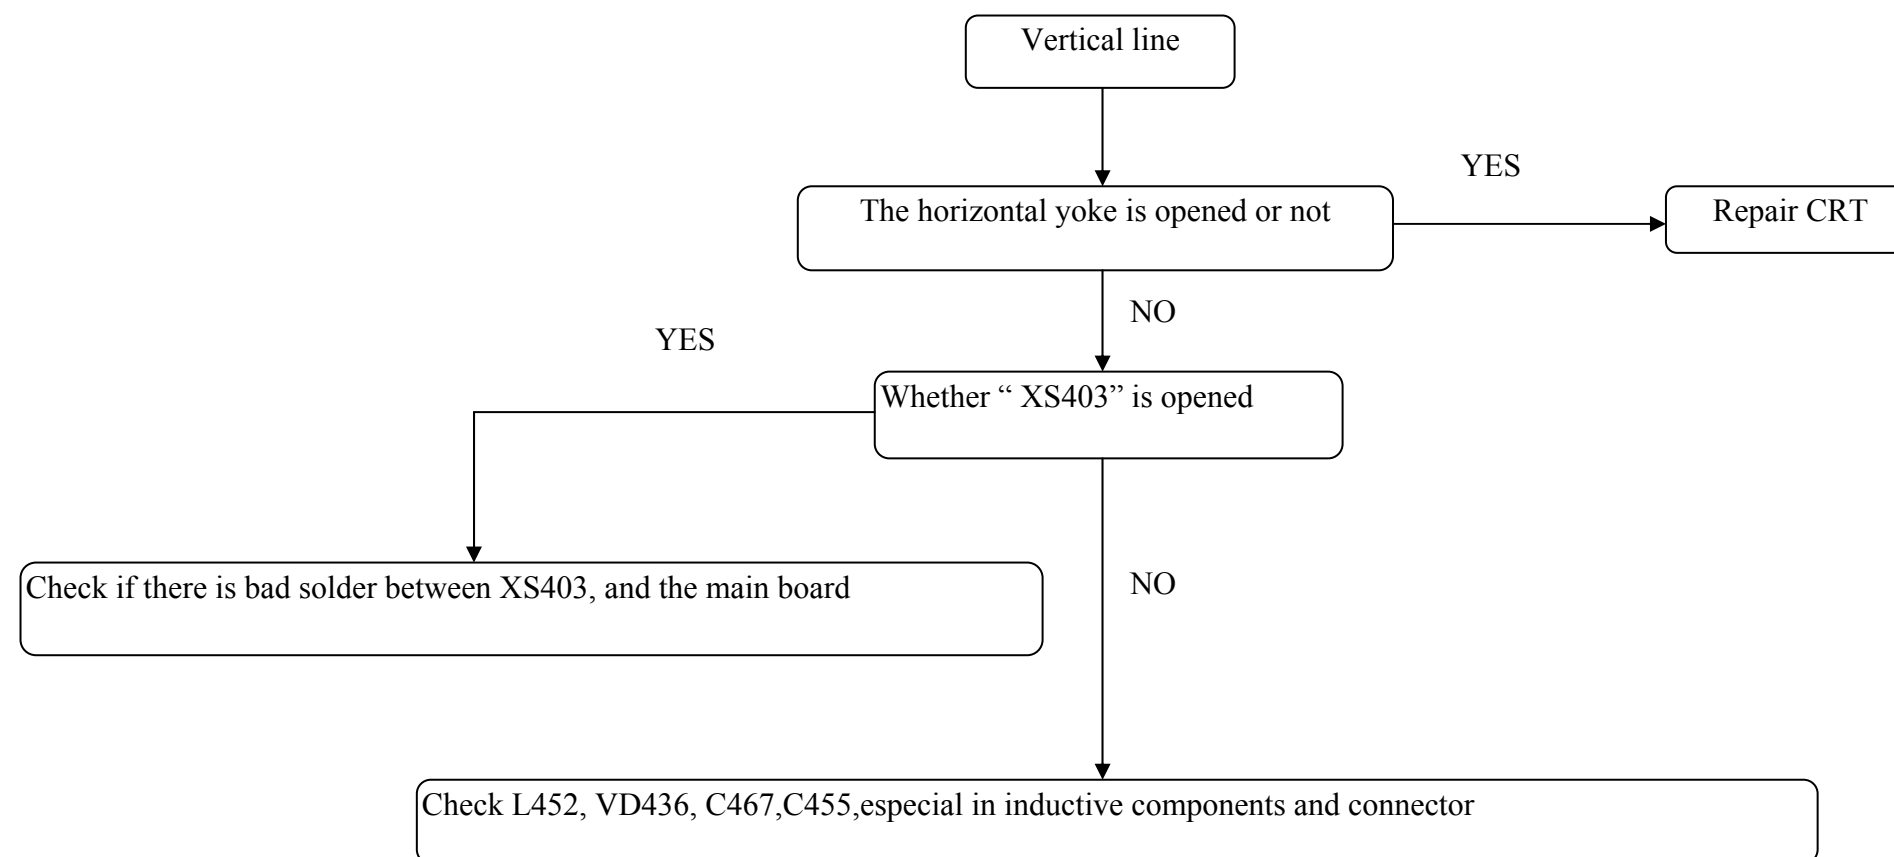 Vertical line
YES
The horizontal yoke is opened or not
Repair CRT
NO
YES
Whether “ XS403” is opened
NO
Check if there is bad solder between XS403, and the main board
Check L452, VD436, C467,C455,especial in inductive components and connector